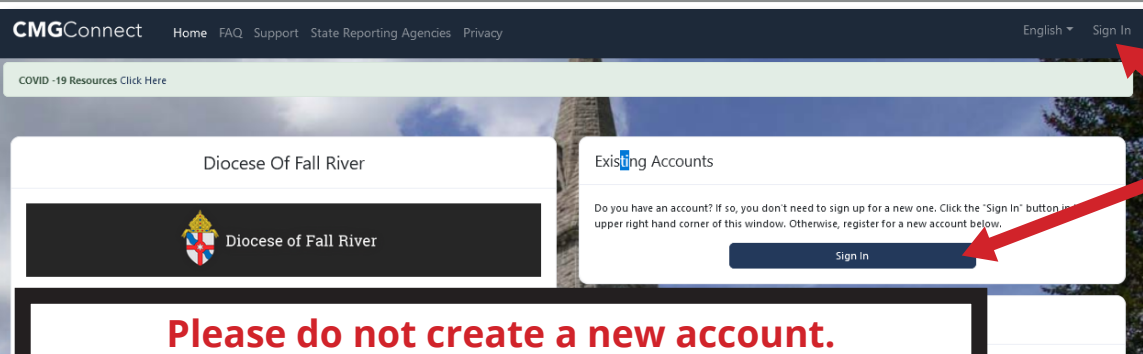 CMGConnect Home FAQ Support State Reporting Agencies Privacy English Sign In
COVID -19 Resources Click Here
Diocese Of Fall River
Diocese of Fall River
Existing Accounts
Do you have an account? If so, you don't need to sign up for a new one. Click the "Sign In" button in
upper right hand corner of this window. Otherwise, register for a new account below.
Sign In
Please do not create a new account.